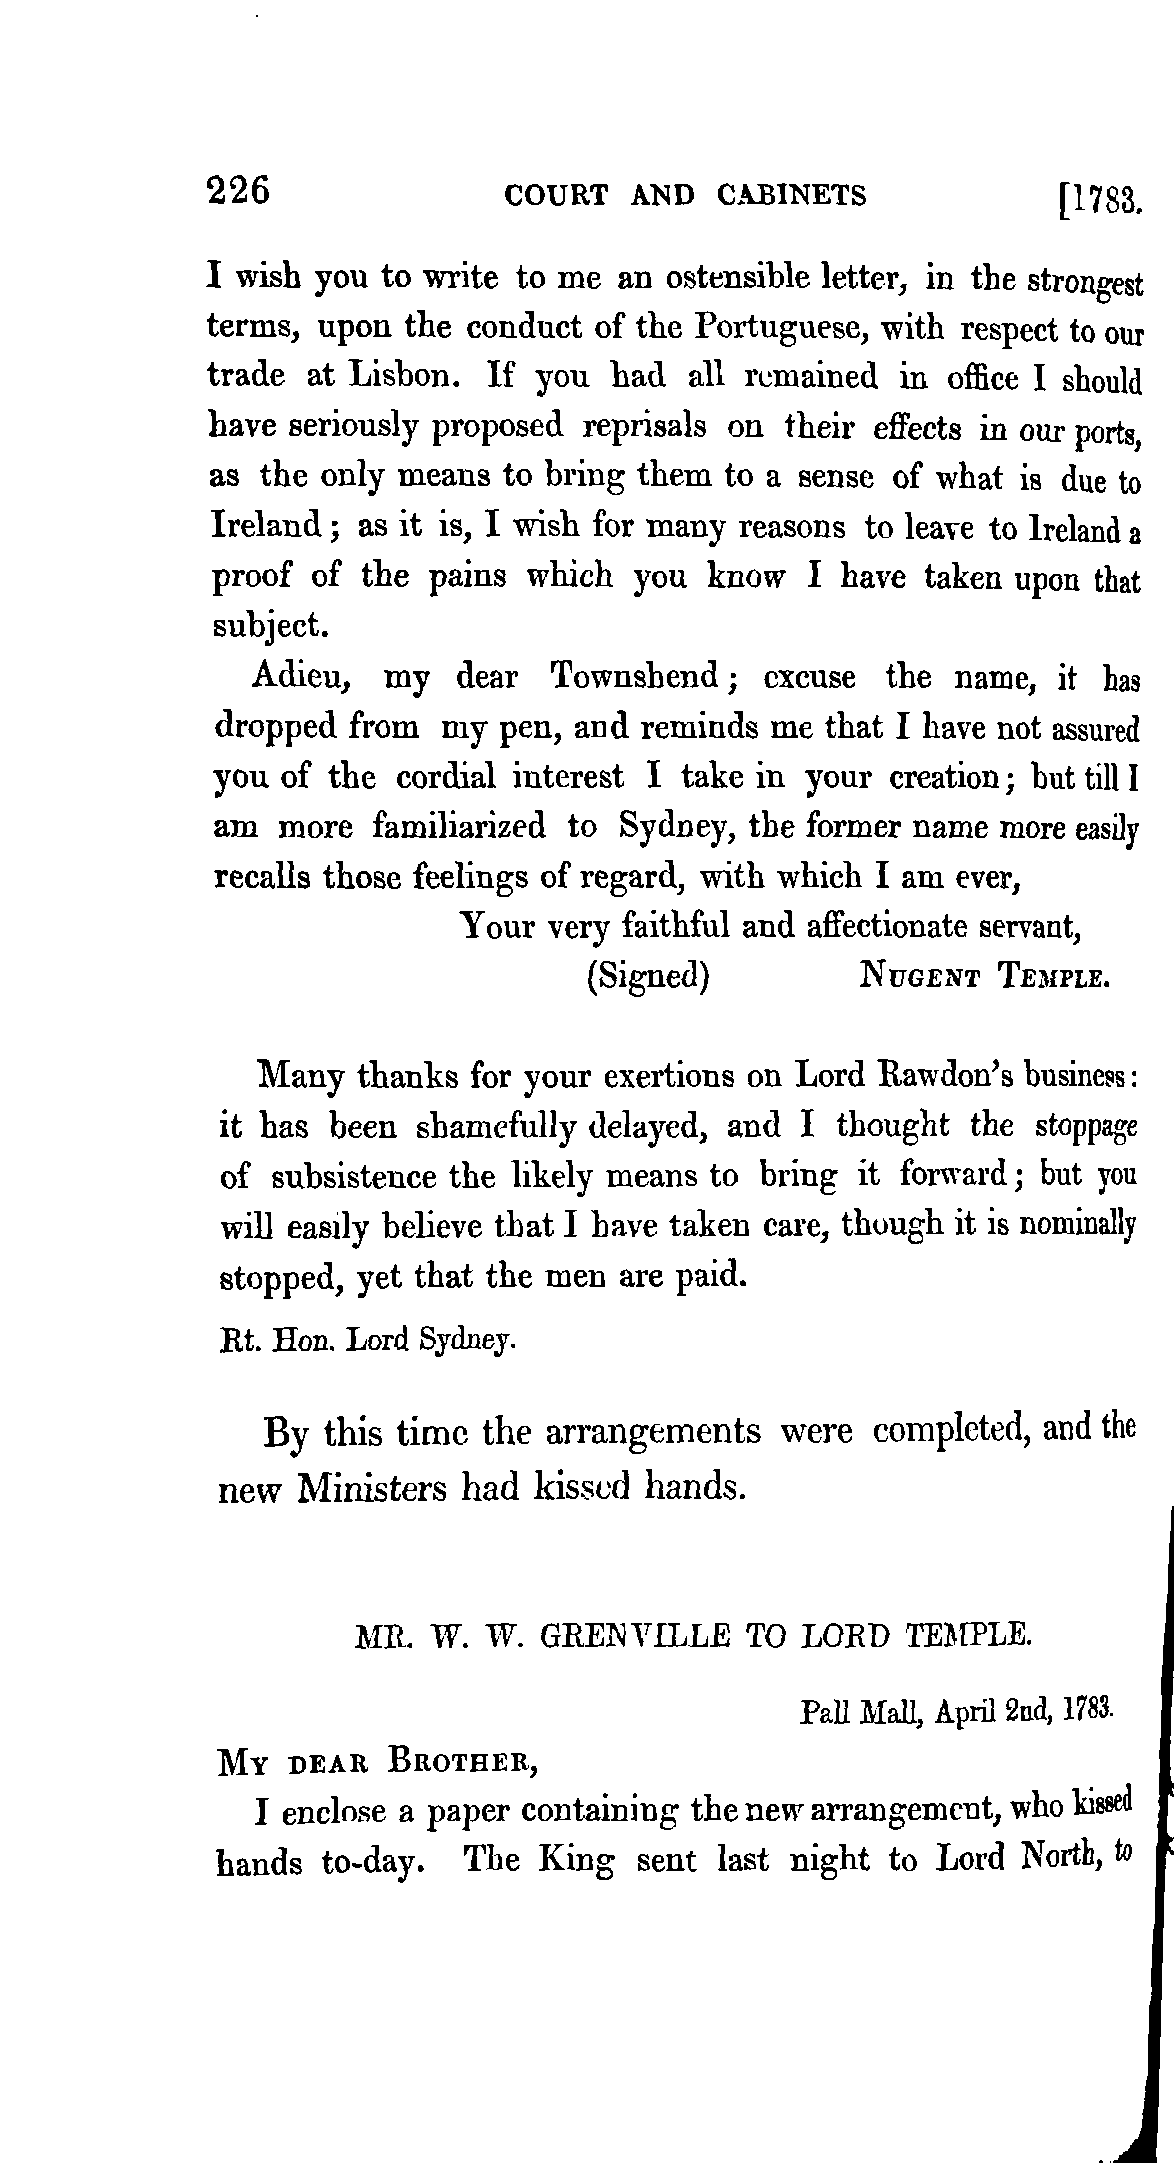 226 COURT AND CABINETS [1783.
I wish you to write to me an ostensible letter, in the strongest
terms, upon the conduct of the Portuguese, with respect to our
trade at Lisbon. If you had all remained in office I should
have seriously proposed reprisals on their effects in our ports,
as the only means to bring them to a sense of what is due to
Ireland; as it is, I wish for many reasons to leave to Ireland a
proof of the pains which you know I have taken upon that
subject.
Adieu, my dear Townshend; excuse the name, it has
dropped from my pen, and reminds me that I have not assured
you of the cordial interest I take in your creation; but till I
am more familiarized to Sydney, the former name more easily
recalls those feelings of regard, with which I am ever,
Your very faithful and affectionate servant,
(Signed) NUGENT TEMPLE.
Many thanks for your exertions on Lord Rawdon's business:
it has been shamefully delayed, and I thought the stoppage
of subsistence the likely means to bring it forward; but you
will easily believe that I have taken care, though it is nominally
stopped, yet that the men are paid.
Rt. Hon. Lord Sydney.
By this time the arrangements were completed, and the
new Ministers had kissed hands.
MR. W. W. GRENVILLE TO LORD TEMPLE.
Pall Mall, April 2nd, 1783.
MY DEAR BROTHER,
I enclose a paper containing the new arrangement, who kissed
hands to-day. The King sent last night to Lord North, to